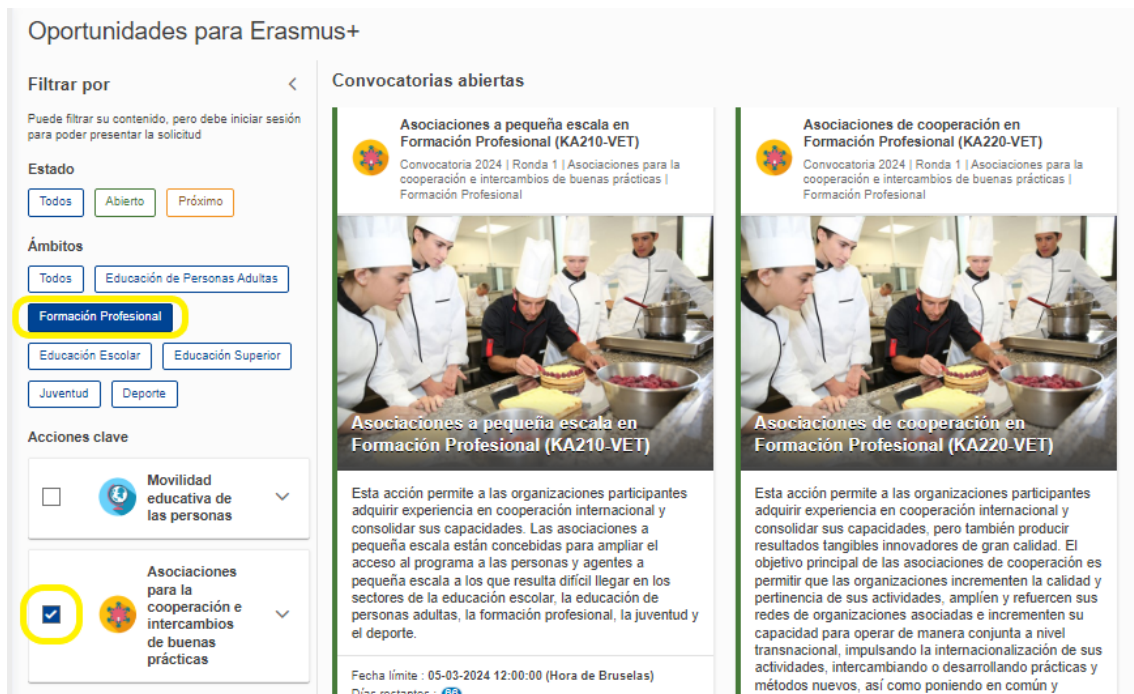 Oportunidades para Erasmus+
Filtrar por
Puede filtrar su contenido, pero debe iniciar sesión
para poder presentar la solicitud
Estado
Todos
Abierto
Próximo
Ámbitos
Todos
Educación de Personas Adultas
Formación Profesional
Educación Escolar
Educación Superior
Juventud
Deporte
Acciones clave
Movilidad
educativa de
las personas
Asociaciones
para la
cooperación e
intercambios
de buenas
prácticas
Convocatorias abiertas
Asociaciones a pequeña escala en
Formación Profesional (KA210-VET)
Convocatoria 2024 | Ronda 1 | Asociaciones para la
cooperación e intercambios de buenas prácticas |
Formación Profesional
Asociaciones a pequeña escala en
Formación Profesional (KA210-VET)
Esta acción permite a las organizaciones participantes
adquirir experiencia en cooperación internacional y
consolidar sus capacidades. Las asociaciones a
pequeña escala están concebidas para ampliar el
acceso al programa a las personas y agentes a
pequeña escala a los que resulta difícil llegar en los
sectores de la educación escolar, la educación de
personas adultas, la formación profesional, la juventud y
el deporte.
Fecha límite : 05-03-2024 12:00:00 (Hora de Bruselas)
Días restantes :
Asociaciones de cooperación en
Formación Profesional (KA220-VET)
Convocatoria 2024 | Ronda 1 | Asociaciones para la
cooperación e intercambios de buenas prácticas |
Formación Profesional
Asociaciones de cooperación en
Formación Profesional (KA220-VET)
Esta acción permite a las organizaciones participantes
adquirir experiencia en cooperación internacional y
consolidar sus capacidades, pero también producir
resultados tangibles innovadores de gran calidad. El
objetivo principal de las asociaciones de cooperación es
permitir que las organizaciones incrementen la calidad y
pertinencia de sus actividades, amplíen y refuercen sus
redes de organizaciones asociadas e incrementen su
capacidad para operar de manera conjunta a nivel
transnacional, impulsando la internacionalización de sus
actividades, intercambiando o desarrollando prácticas y
métodos nuevos, así como poniendo en común y